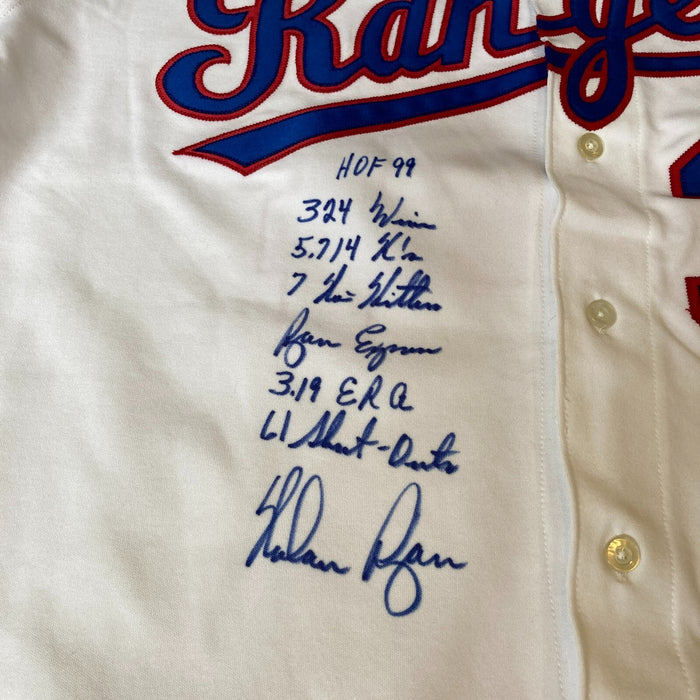 Range
HOF 99
324 Wins
5.714 K's
7 No-Hitters
Ryan Express
3.19 ERA
61 Shut-Outs
Nolan Ryan